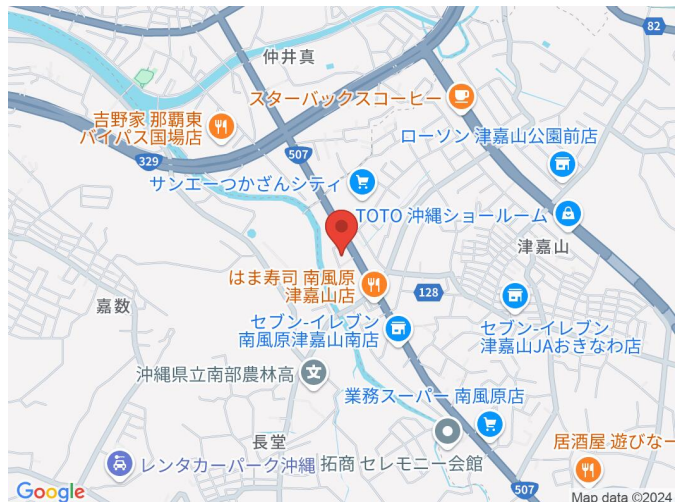 82
仲井真
スターバックスコーヒー
吉野家 那覇東
バイパス国場店
ローソン 津嘉山公園前店
507
329
サンエーつかざんシティ
TOTO 沖縄ショールーム
津嘉山
はま寿司 南風原
津嘉山店
128
嘉数
セブン-イレブン
南風原津嘉山南店
セブン-イレブン
津嘉山JAおきなわ店
沖縄県立南部農林高
業務スーパー 南風原店
長堂
居酒屋 遊びなー
レンタカーパーク沖縄
拓商 セレモニー会館
507
Google
Map data ©2024